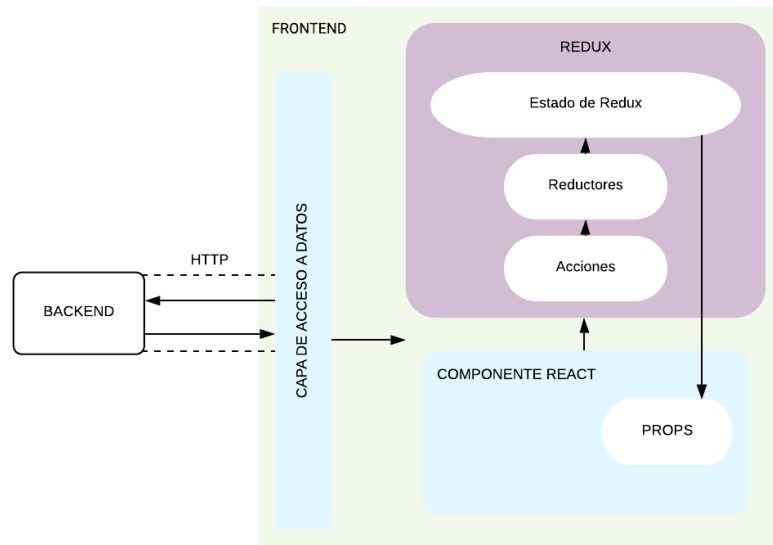 FRONTEND
REDUX
Estado de Redux
Reductores
Acciones
HTTP
BACKEND
CAPA DE ACCESO A DATOS
COMPONENTE REACT
PROPS